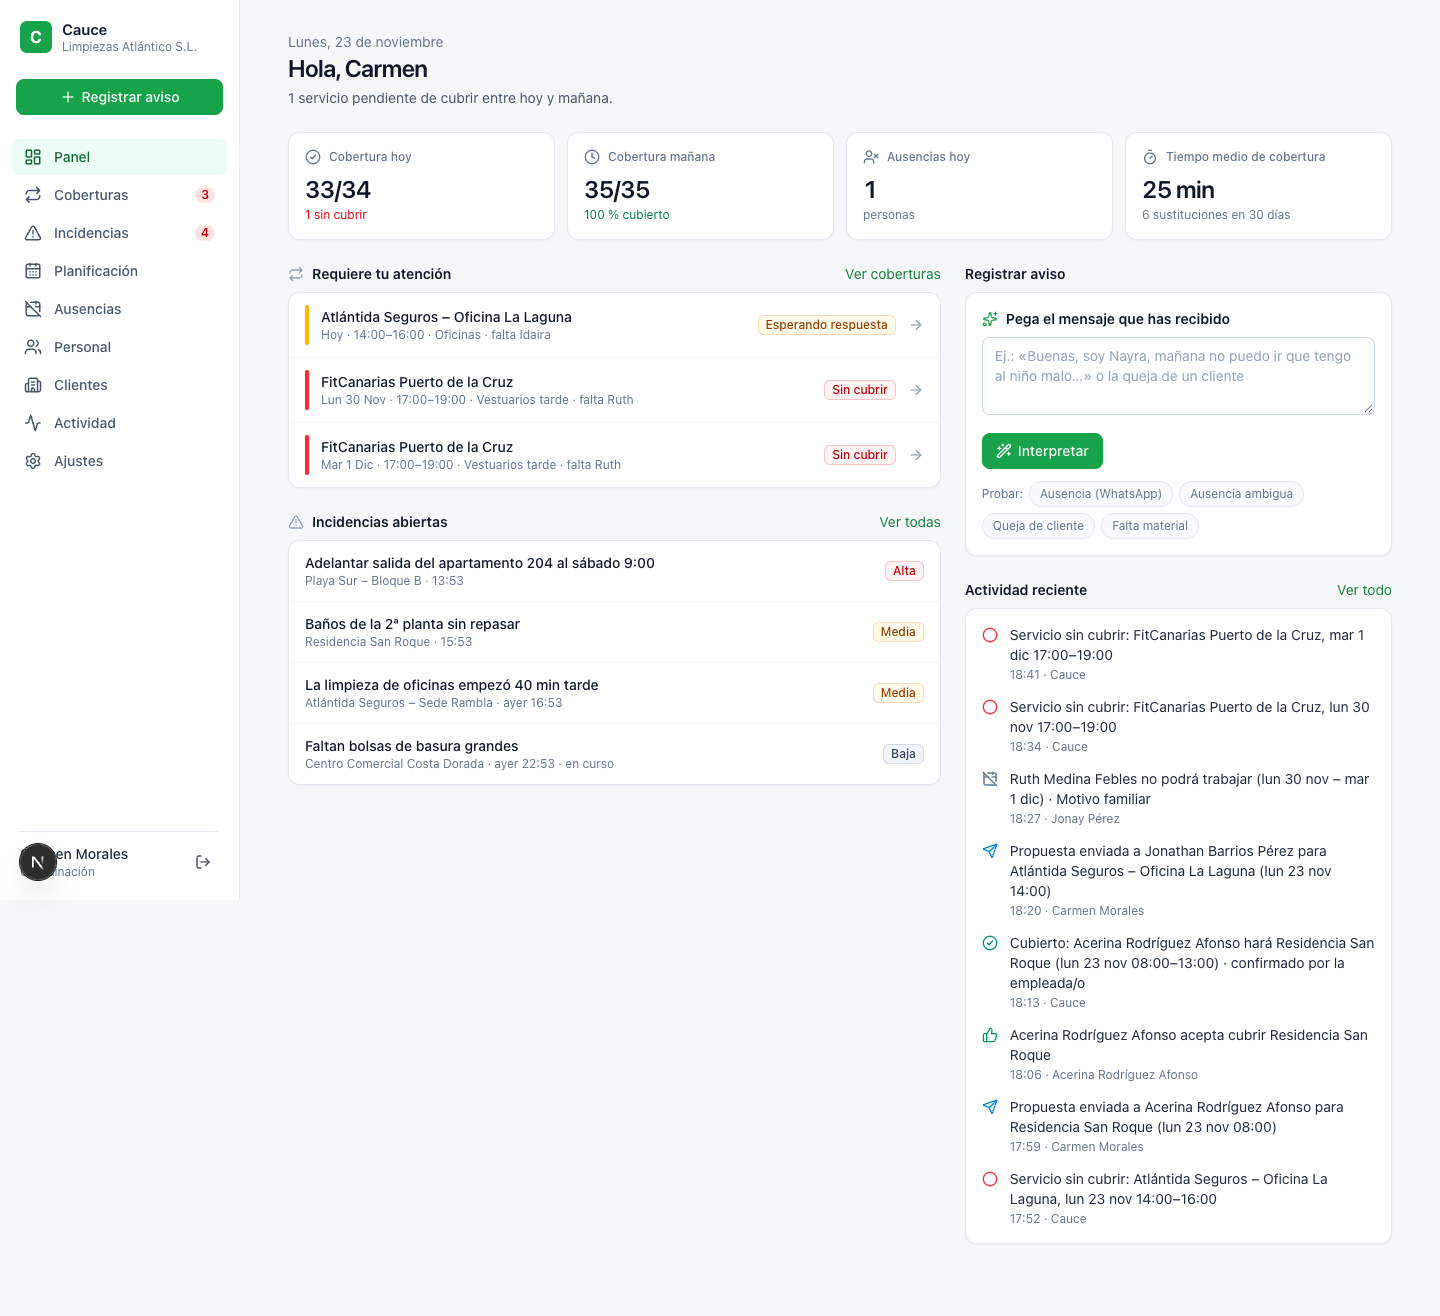 C
Cauce
Limpiezas Atlántico S.L.
Registrar aviso
Panel
Coberturas 3
Incidencias 4
Planificación
Ausencias
Personal
Clientes
Actividad
Ajustes
en Morales
inación
N
Lunes, 23 de noviembre
Hola, Carmen
1 servicio pendiente de cubrir entre hoy y mañana.
Cobertura hoy
33/34
1 sin cubrir
Cobertura mañana
35/35
100 % cubierto
Ausencias hoy
1
personas
Tiempo medio de cobertura
25 min
6 sustituciones en 30 días
Requiere tu atención Ver coberturas
Atlántida Seguros – Oficina La Laguna
Hoy · 14:00–16:00 · Oficinas · falta Idaira
Esperando respuesta
FitCanarias Puerto de la Cruz
Lun 30 Nov · 17:00–19:00 · Vestuarios tarde · falta Ruth
Sin cubrir
FitCanarias Puerto de la Cruz
Mar 1 Dic · 17:00–19:00 · Vestuarios tarde · falta Ruth
Sin cubrir
Incidencias abiertas Ver todas
Adelantar salida del apartamento 204 al sábado 9:00
Playa Sur – Bloque B · 13:53
Alta
Baños de la 2ª planta sin repasar
Residencia San Roque · 15:53
Media
La limpieza de oficinas empezó 40 min tarde
Atlántida Seguros – Sede Rambla · ayer 16:53
Media
Faltan bolsas de basura grandes
Centro Comercial Costa Dorada · ayer 22:53 · en curso
Baja
Registrar aviso
Pega el mensaje que has recibido
Ej.: «Buenas, soy Nayra, mañana no puedo ir que tengo
al niño malo…» o la queja de un cliente
Interpretar
Probar: Ausencia (WhatsApp) Ausencia ambigua
Queja de cliente Falta material
Actividad reciente Ver todo
Servicio sin cubrir: FitCanarias Puerto de la Cruz, mar 1
dic 17:00–19:00
18:41 · Cauce
Servicio sin cubrir: FitCanarias Puerto de la Cruz, lun 30
nov 17:00–19:00
18:34 · Cauce
Ruth Medina Febles no podrá trabajar (lun 30 nov – mar
1 dic) · Motivo familiar
18:27 · Jonay Pérez
Propuesta enviada a Jonathan Barrios Pérez para
Atlántida Seguros – Oficina La Laguna (lun 23 nov
14:00)
18:20 · Carmen Morales
Cubierto: Acerina Rodríguez Afonso hará Residencia San
Roque (lun 23 nov 08:00–13:00) · confirmado por la
empleada/o
18:13 · Cauce
Acerina Rodríguez Afonso acepta cubrir Residencia San
Roque
18:06 · Acerina Rodríguez Afonso
Propuesta enviada a Acerina Rodríguez Afonso para
Residencia San Roque (lun 23 nov 08:00)
17:59 · Carmen Morales
Servicio sin cubrir: Atlántida Seguros – Oficina La
Laguna, lun 23 nov 14:00–16:00
17:52 · Cauce